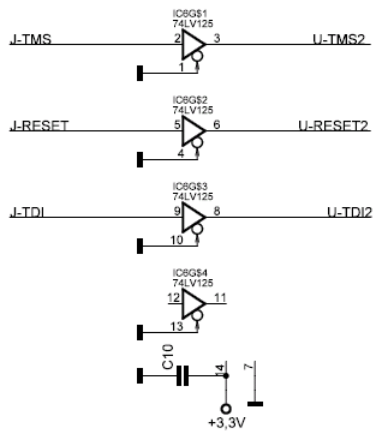 IC6G$1
74LV125
J-TMS 2 3 U-TMS2
1
IC6G$2
74LV125
J-RESET 5 6 U-RESET2
4
IC6G$3
74LV125
J-TDI 9 8 U-TDI2
10
IC6G$4
74LV125
12 11
13
C10 14 7
+3,3V